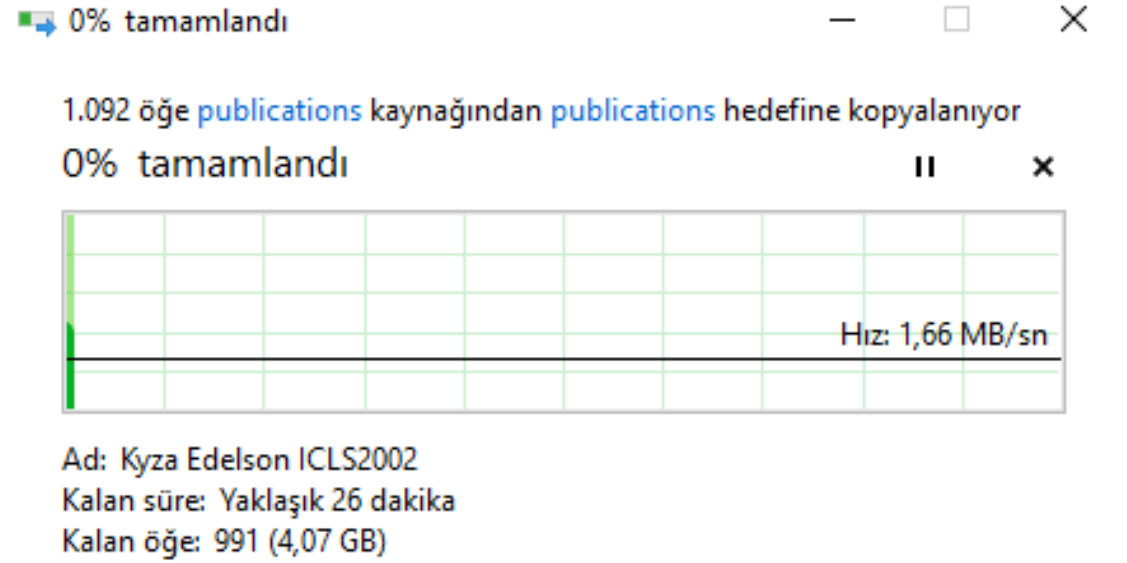 0% tamamlandı
1.092 öğe publications kaynağından publications hedefine kopyalanıyor
0% tamamlandı
Hız: 1,66 MB/sn
Ad: Kyza Edelson ICLS2002
Kalan süre: Yaklaşık 26 dakika
Kalan öğe: 991 (4,07 GB)